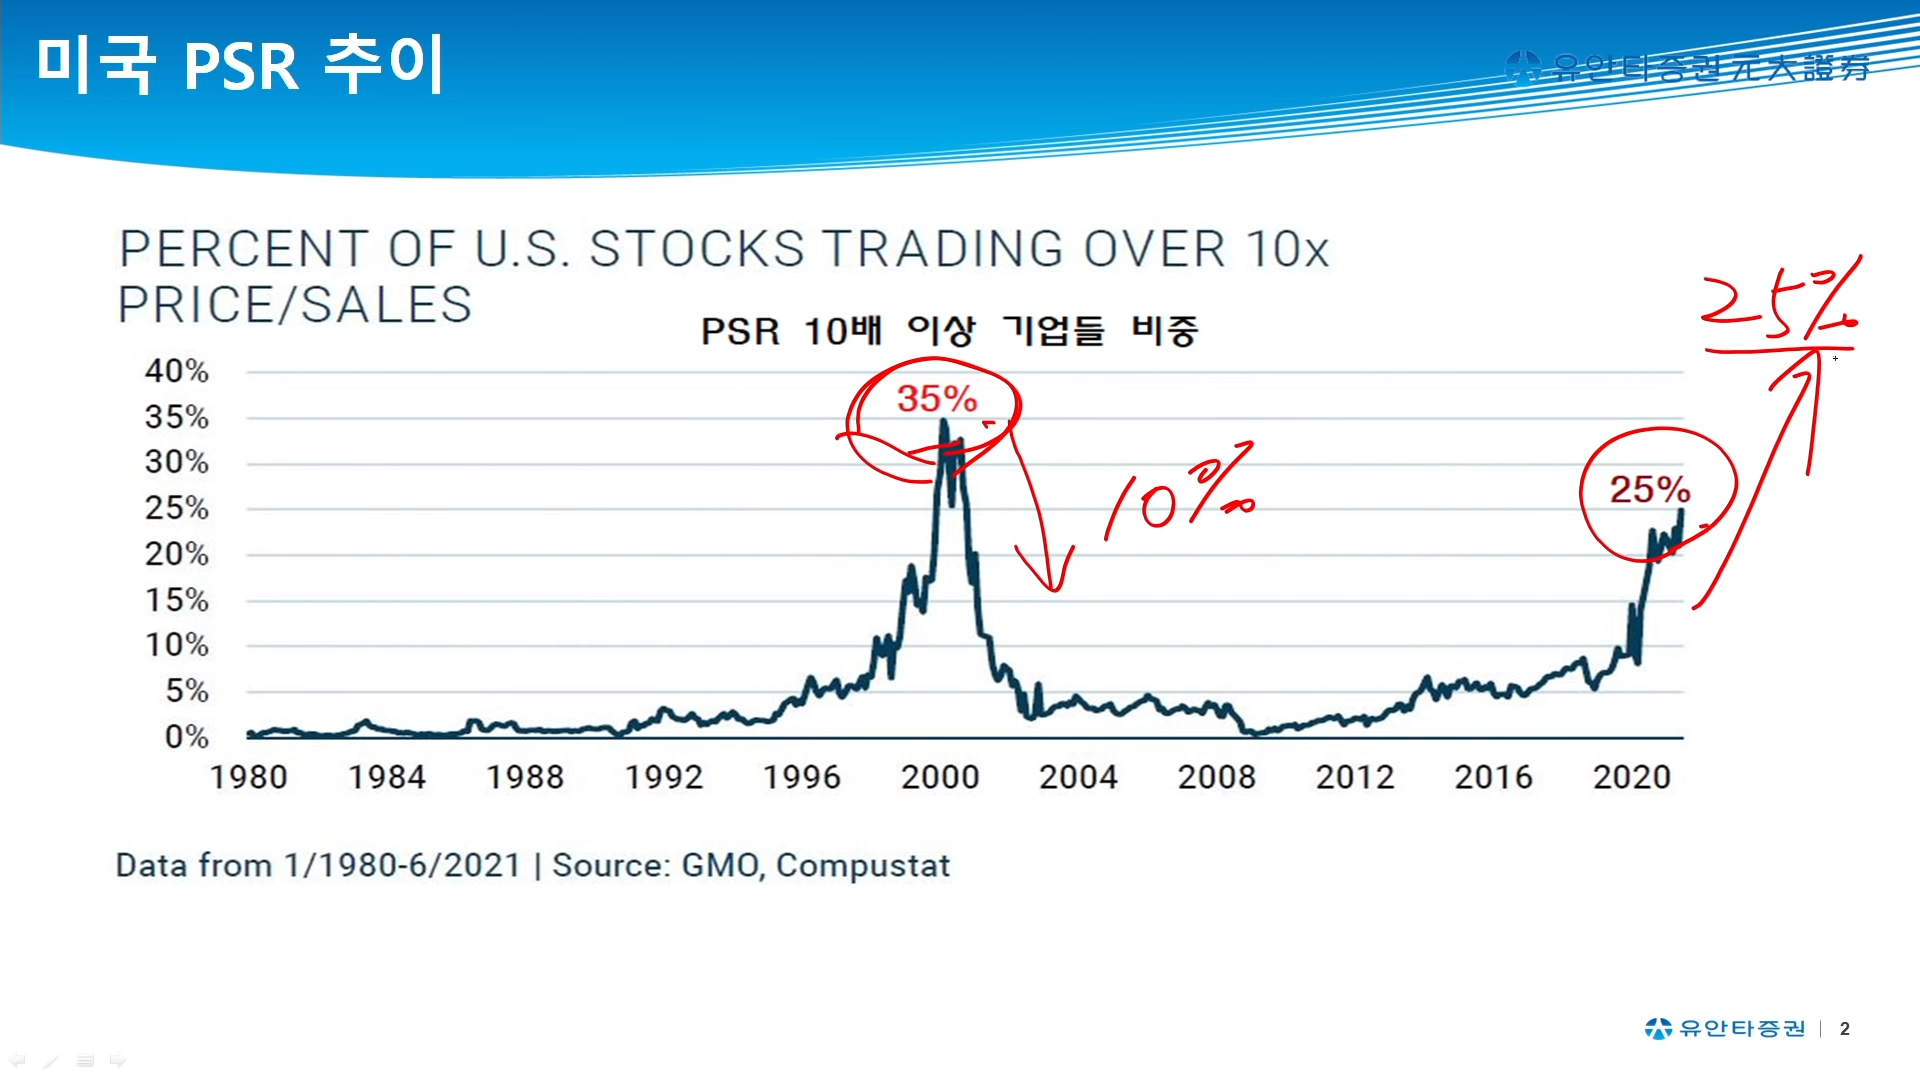 미국 PSR 추이
유안타증권 元大證券
PERCENT OF U.S. STOCKS TRADING OVER 10x
PRICE/SALES
PSR 10배 이상 기업들 비중
25%
40%
35%
35%
30%
10%
25%
25%
20%
15%
10%
5%
0%
1980 1984 1988 1992 1996 2000 2004 2008 2012 2016 2020
Data from 1/1980-6/2021 | Source: GMO, Compustat
유안타증권 | 2